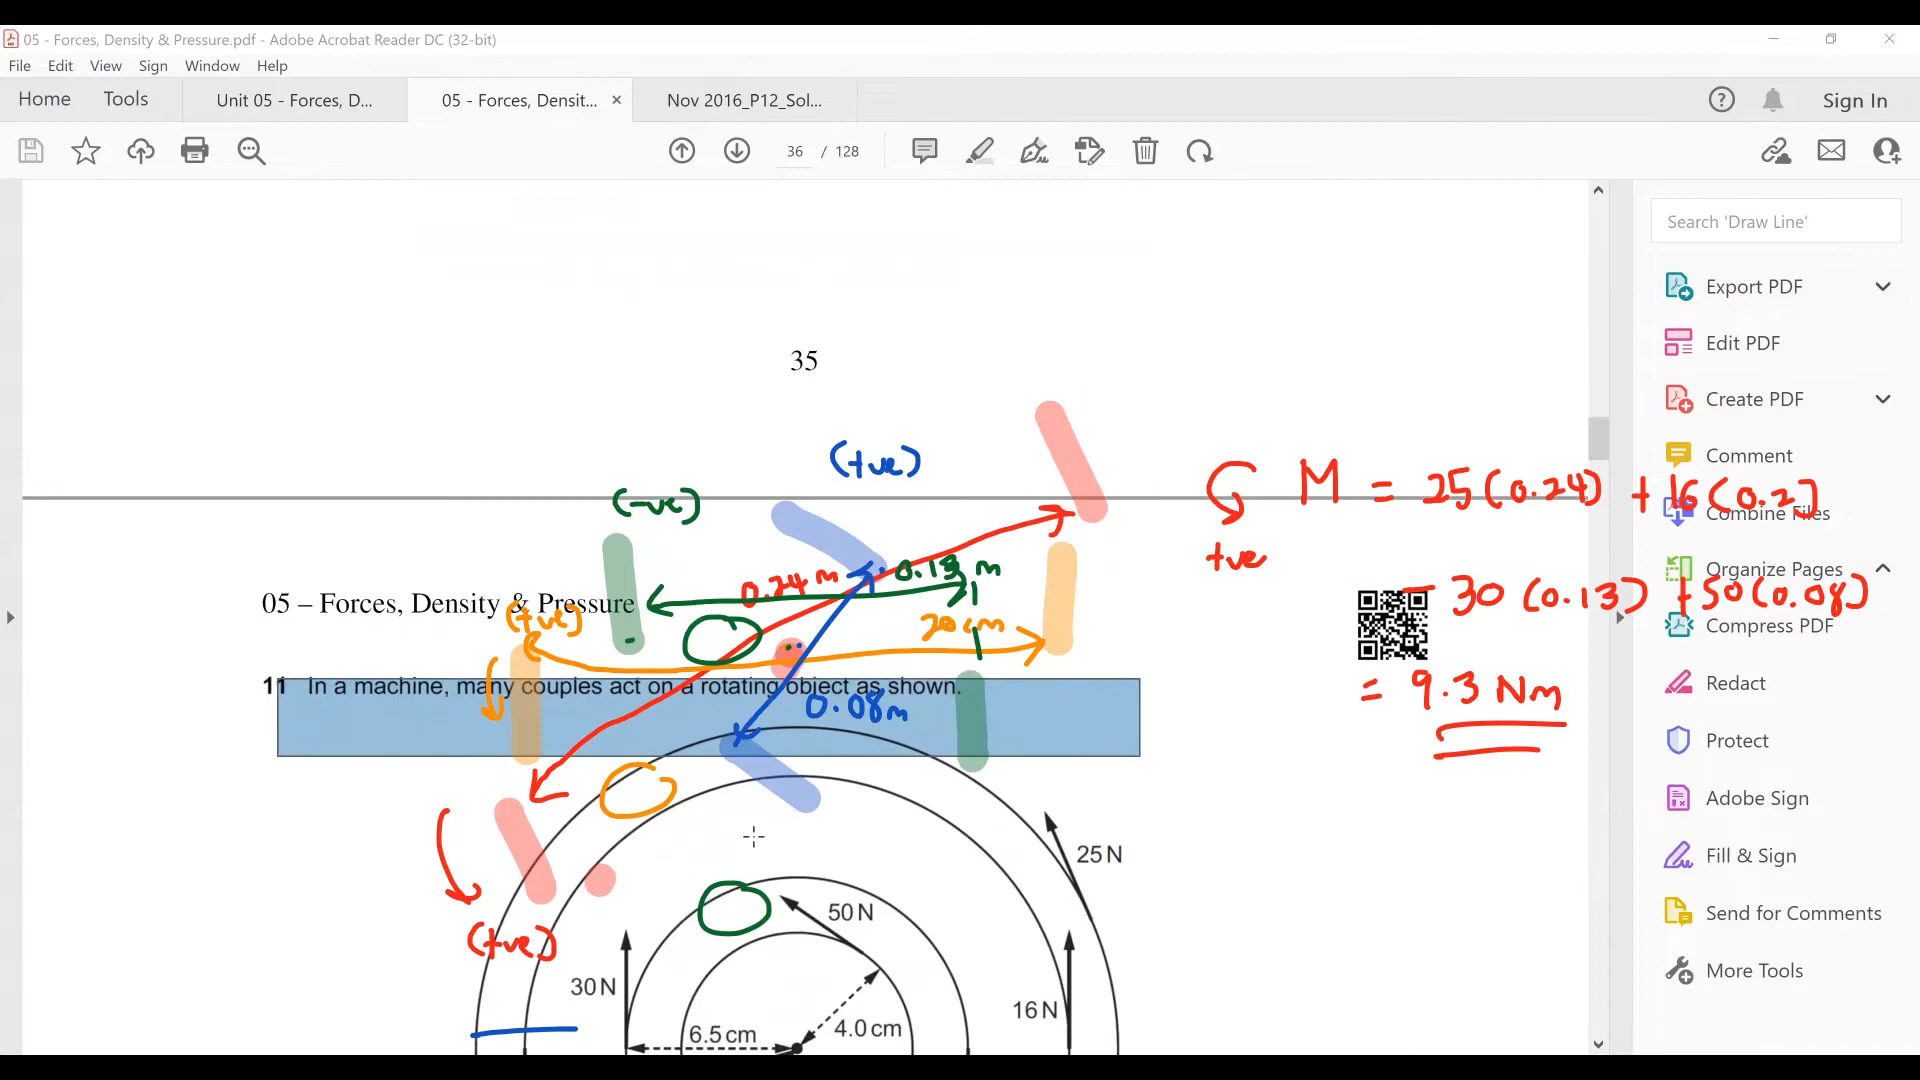 05 - Forces, Density & Pressure.pdf - Adobe Acrobat Reader DC (32-bit)
File Edit View Sign Window Help
Home Tools Unit 05 - Forces, D... 05 - Forces, Densit... × Nov 2016_P12_Sol... Sign In
36 / 128
Search 'Draw Line'
Export PDF
Edit PDF
Create PDF
Comment
Combine Files
Organize Pages
Compress PDF
Redact
Protect
Adobe Sign
Fill & Sign
Send for Comments
More Tools
35
(+ve)
(-ve)
M = 25(0.24) + 16(0.2)
+ve
- 30(0.13) + 50(0.08)
= 9.3 Nm
0.24 m 0.13 m
05 – Forces, Density & Pressure
(+ve) 20 cm
11 In a machine, many couples act on a rotating object as shown.
0.08m
25 N
50 N
(+ve)
30 N
16 N
6.5 cm 4.0 cm